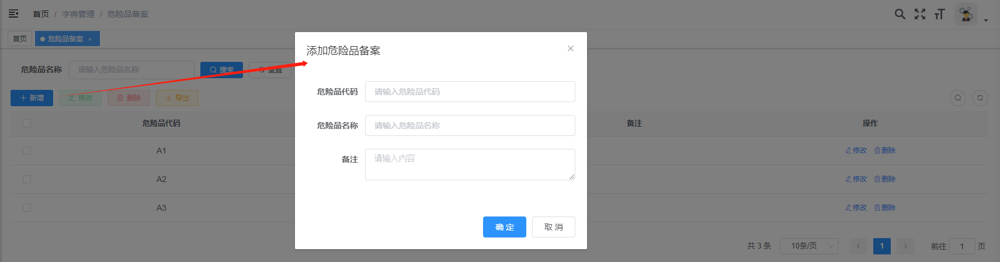 首页 / 字典管理 / 危险品备案
首页
危险品备案 ×
添加危险品备案
危险品名称 请输入危险品名称 搜索 重置
危险品代码 请输入危险品代码
新增 修改 删除 导出
危险品名称 请输入危险品名称
危险品代码 备注 操作
备注 请输入内容
A1 修改 删除
A2 修改 删除
A3 修改 删除
确定 取消
共 3 条 10条/页 1 前往 1 页